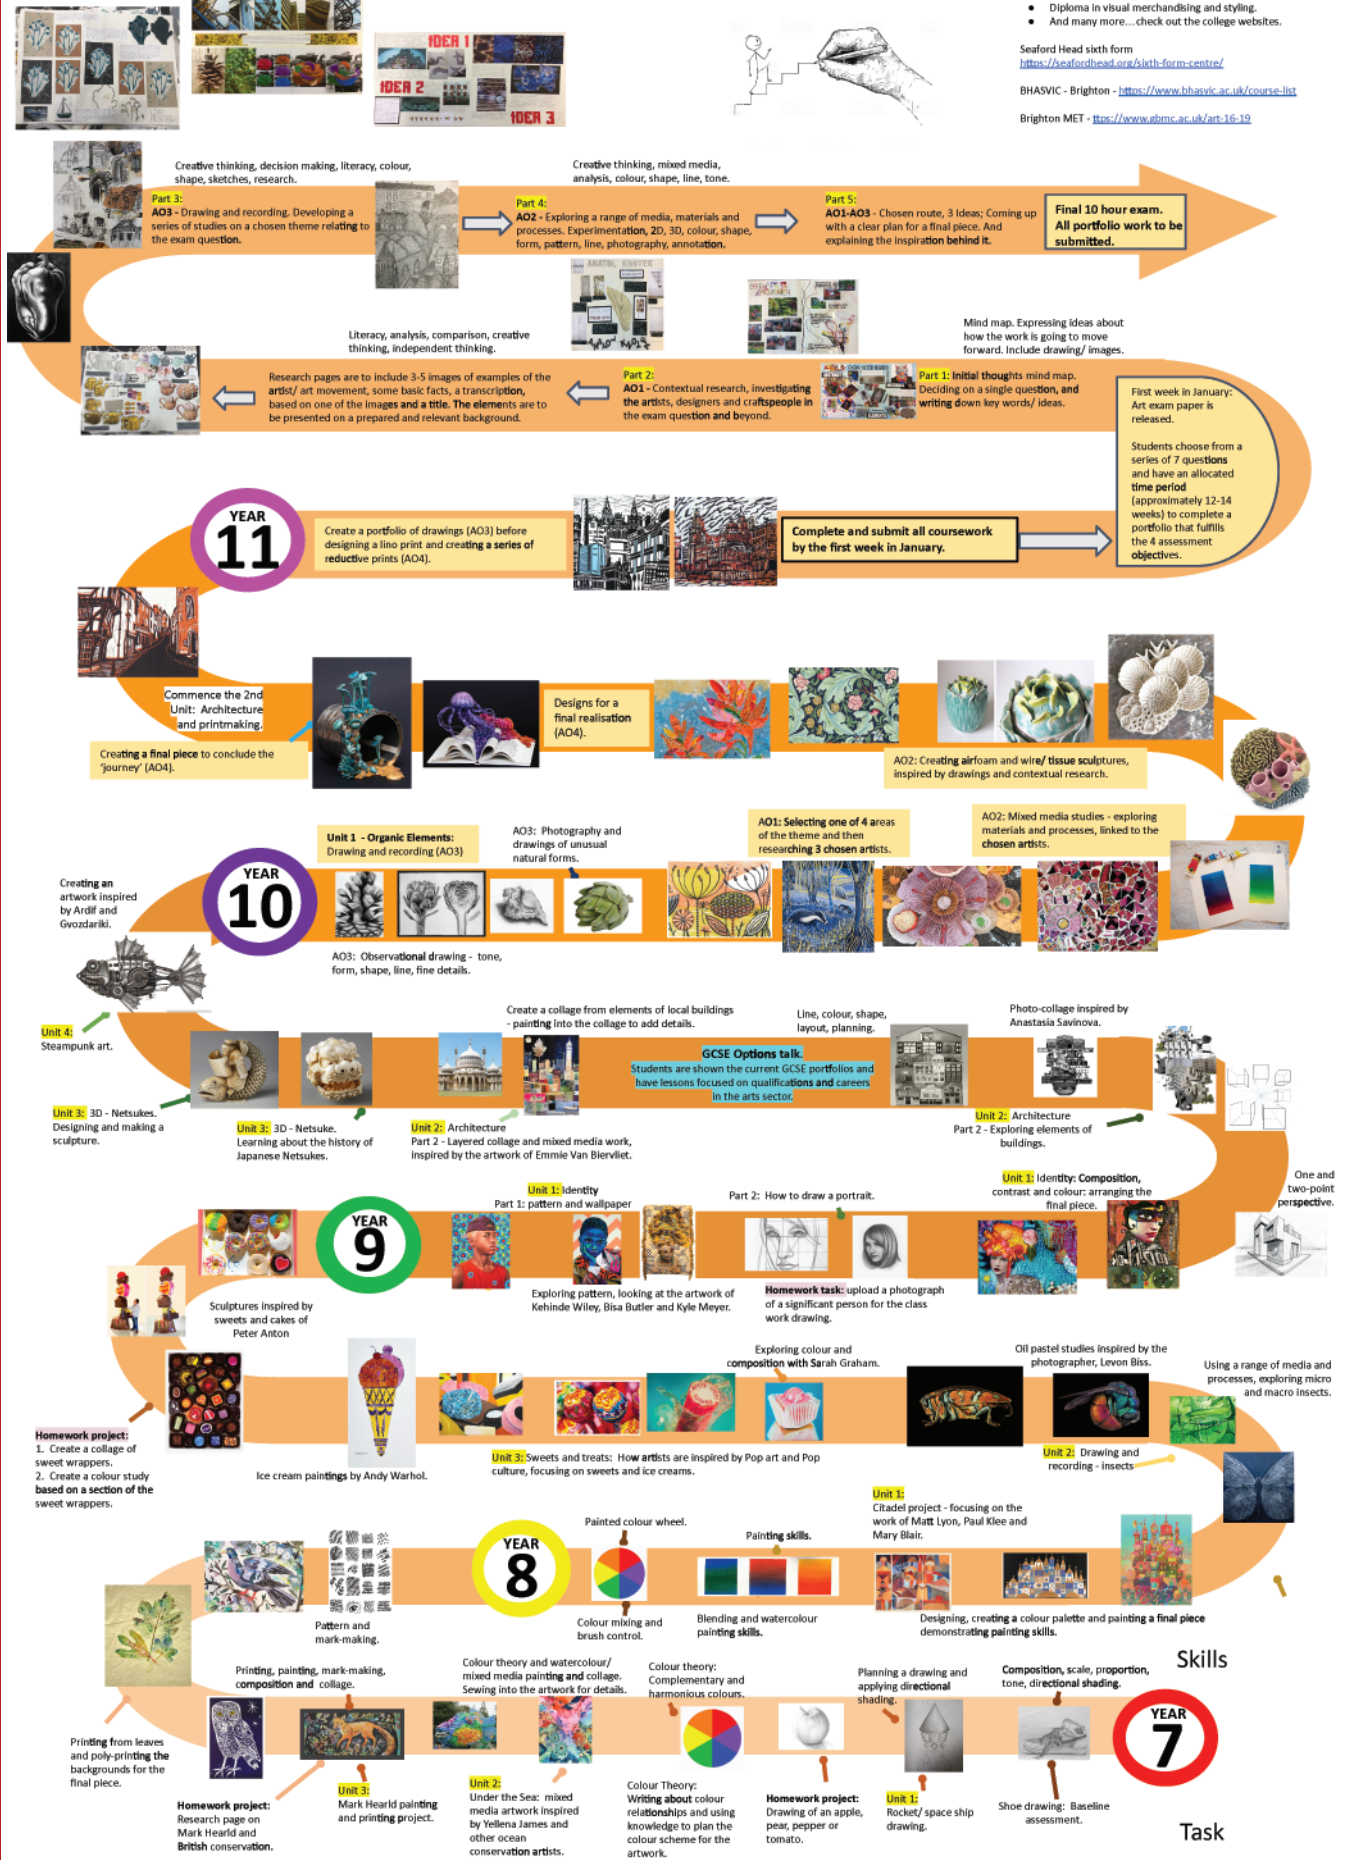 Diploma in visual merchandising and styling.
And many more…check out the college websites.
Seaford Head sixth form
https://seafordhead.org/sixth-form-centre/
BHASVIC - Brighton - https://www.bhasvic.ac.uk/course-list
Brighton MET - ttps://www.gbmc.ac.uk/art-16-19
IDEA 1
IDEA 2
IDEA 3
Creative thinking, decision making, literacy, colour,
shape, sketches, research.
Creative thinking, mixed media,
analysis, colour, shape, line, tone.
Part 3:
AO3 - Drawing and recording. Developing a
series of studies on a chosen theme relating to
the exam question.
Part 4:
AO2 - Exploring a range of media, materials and
processes. Experimentation, 2D, 3D, colour, shape,
form, pattern, line, photography, annotation.
Part 5:
AO1-AO3 - Chosen route, 3 Ideas; Coming up
with a clear plan for a final piece. And
explaining the inspiration behind it.
Final 10 hour exam.
All portfolio work to be
submitted.
Literacy, analysis, comparison, creative
thinking, independent thinking.
Mind map. Expressing ideas about
how the work is going to move
forward. Include drawing/ images.
Research pages are to include 3-5 images of examples of the
artist/ art movement, some basic facts, a transcription,
based on one of the images and a title. The elements are to
be presented on a prepared and relevant background.
Part 2:
AO1 - Contextual research, investigating
the artists, designers and craftspeople in
the exam question and beyond.
Part 1: Initial thoughts mind map.
Deciding on a single question, and
writing down key words/ ideas.
First week in January:
Art exam paper is
released.
Students choose from a
series of 7 questions
and have an allocated
time period
(approximately 12-14
weeks) to complete a
portfolio that fulfills
the 4 assessment
objectives.
YEAR
11
Create a portfolio of drawings (AO3) before
designing a lino print and creating a series of
reductive prints (AO4).
Complete and submit all coursework
by the first week in January.
Commence the 2nd
Unit: Architecture
and printmaking.
Creating a final piece to conclude the
'journey' (AO4).
Designs for a
final realisation
(AO4).
AO2: Creating airfoam and wire/ tissue sculptures,
inspired by drawings and contextual research.
YEAR
10
Unit 1 - Organic Elements:
Drawing and recording (AO3)
AO3: Photography and
drawings of unusual
natural forms.
AO1: Selecting one of 4 areas
of the theme and then
researching 3 chosen artists.
AO2: Mixed media studies - exploring
materials and processes, linked to the
chosen artists.
AO3: Observational drawing - tone,
form, shape, line, fine details.
Creating an
artwork inspired
by Ardif and
Gvozdariki.
Unit 4:
Steampunk art.
Create a collage from elements of local buildings
- painting into the collage to add details.
Line, colour, shape,
layout, planning.
Photo-collage inspired by
Anastasia Savinova.
GCSE Options talk.
Students are shown the current GCSE portfolios and
have lessons focused on qualifications and careers
in the arts sector.
Unit 3: 3D - Netsukes.
Designing and making a
sculpture.
Unit 3: 3D - Netsuke.
Learning about the history of
Japanese Netsukes.
Unit 2: Architecture
Part 2 - Layered collage and mixed media work,
inspired by the artwork of Emmie Van Biervliet.
Unit 2: Architecture
Part 2 - Exploring elements of
buildings.
One and
two-point
perspective.
YEAR
9
Unit 1: Identity
Part 1: pattern and wallpaper
Part 2: How to draw a portrait.
Unit 1: Identity: Composition,
contrast and colour: arranging the
final piece.
Exploring pattern, looking at the artwork of
Kehinde Wiley, Bisa Butler and Kyle Meyer.
Homework task: upload a photograph
of a significant person for the class
work drawing.
Sculptures inspired by
sweets and cakes of
Peter Anton
Exploring colour and
composition with Sarah Graham.
Oil pastel studies inspired by the
photographer, Levon Biss.
Using a range of media and
processes, exploring micro
and macro insects.
Homework project:
1. Create a collage of
sweet wrappers.
2. Create a colour study
based on a section of the
sweet wrappers.
Ice cream paintings by Andy Warhol.
Unit 3: Sweets and treats: How artists are inspired by Pop art and Pop
culture, focusing on sweets and ice creams.
Unit 2: Drawing and
recording - insects
Unit 1:
Citadel project - focusing on the
work of Matt Lyon, Paul Klee and
Mary Blair.
Painted colour wheel.
Painting skills.
YEAR
8
Pattern and
mark-making.
Colour mixing and
brush control.
Blending and watercolour
painting skills.
Designing, creating a colour palette and painting a final piece
demonstrating painting skills.
Skills
Printing, painting, mark-making,
composition and collage.
Colour theory and watercolour/
mixed media painting and collage.
Sewing into the artwork for details.
Colour theory:
Complementary and
harmonious colours.
Planning a drawing and
applying directional
shading.
Composition, scale, proportion,
tone, directional shading.
YEAR
7
Printing from leaves
and poly-printing the
backgrounds for the
final piece.
Homework project:
Research page on
Mark Hearld and
British conservation.
Unit 3:
Mark Hearld painting
and printing project.
Unit 2:
Under the Sea: mixed
media artwork inspired
by Yellena James and
other ocean
conservation artists.
Colour Theory:
Writing about colour
relationships and using
knowledge to plan the
colour scheme for the
artwork.
Homework project:
Drawing of an apple,
pear, pepper or
tomato.
Unit 1:
Rocket/ space ship
drawing.
Shoe drawing: Baseline
assessment.
Task